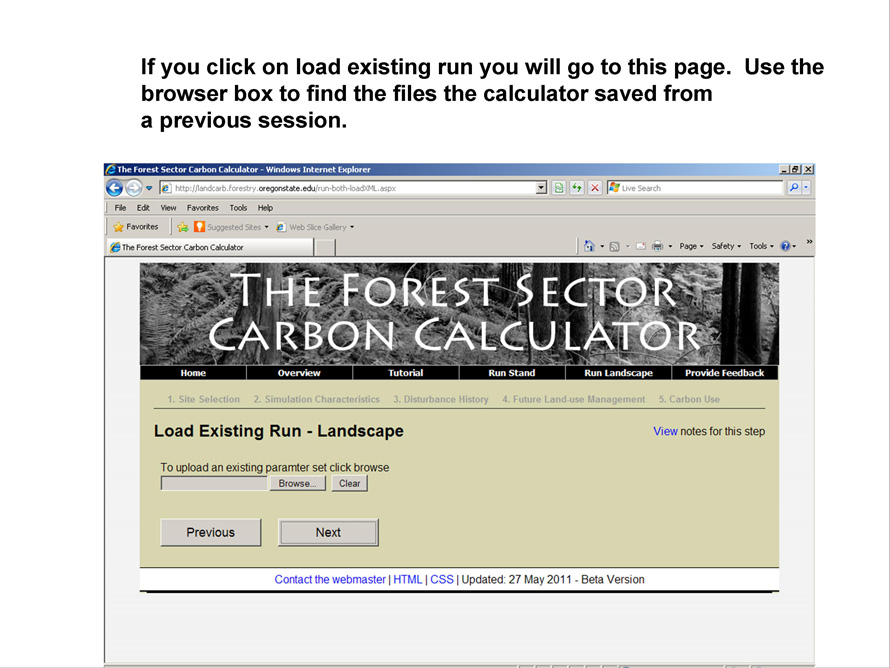 If you click on load existing run you will go to this page.  Use the
browser box to find the files the calculator saved from
a previous session.
The Forest Sector Carbon Calculator - Windows Internet Explorer
http://landcarb.forestry.oregonstate.edu/run-both-loadXML.aspx
Live Search
File Edit View Favorites Tools Help
Favorites Suggested Sites Web Slice Gallery
The Forest Sector Carbon Calculator
Page Safety Tools »
THE FOREST SECTOR
CARBON CALCULATOR
Home Overview Tutorial Run Stand Run Landscape Provide Feedback
1. Site Selection 2. Simulation Characteristics 3. Disturbance History 4. Future Land-use Management 5. Carbon Use
Load Existing Run - Landscape
View notes for this step
To upload an existing paramter set click browse
Browse... Clear
Previous Next
Contact the webmaster | HTML | CSS | Updated: 27 May 2011 - Beta Version